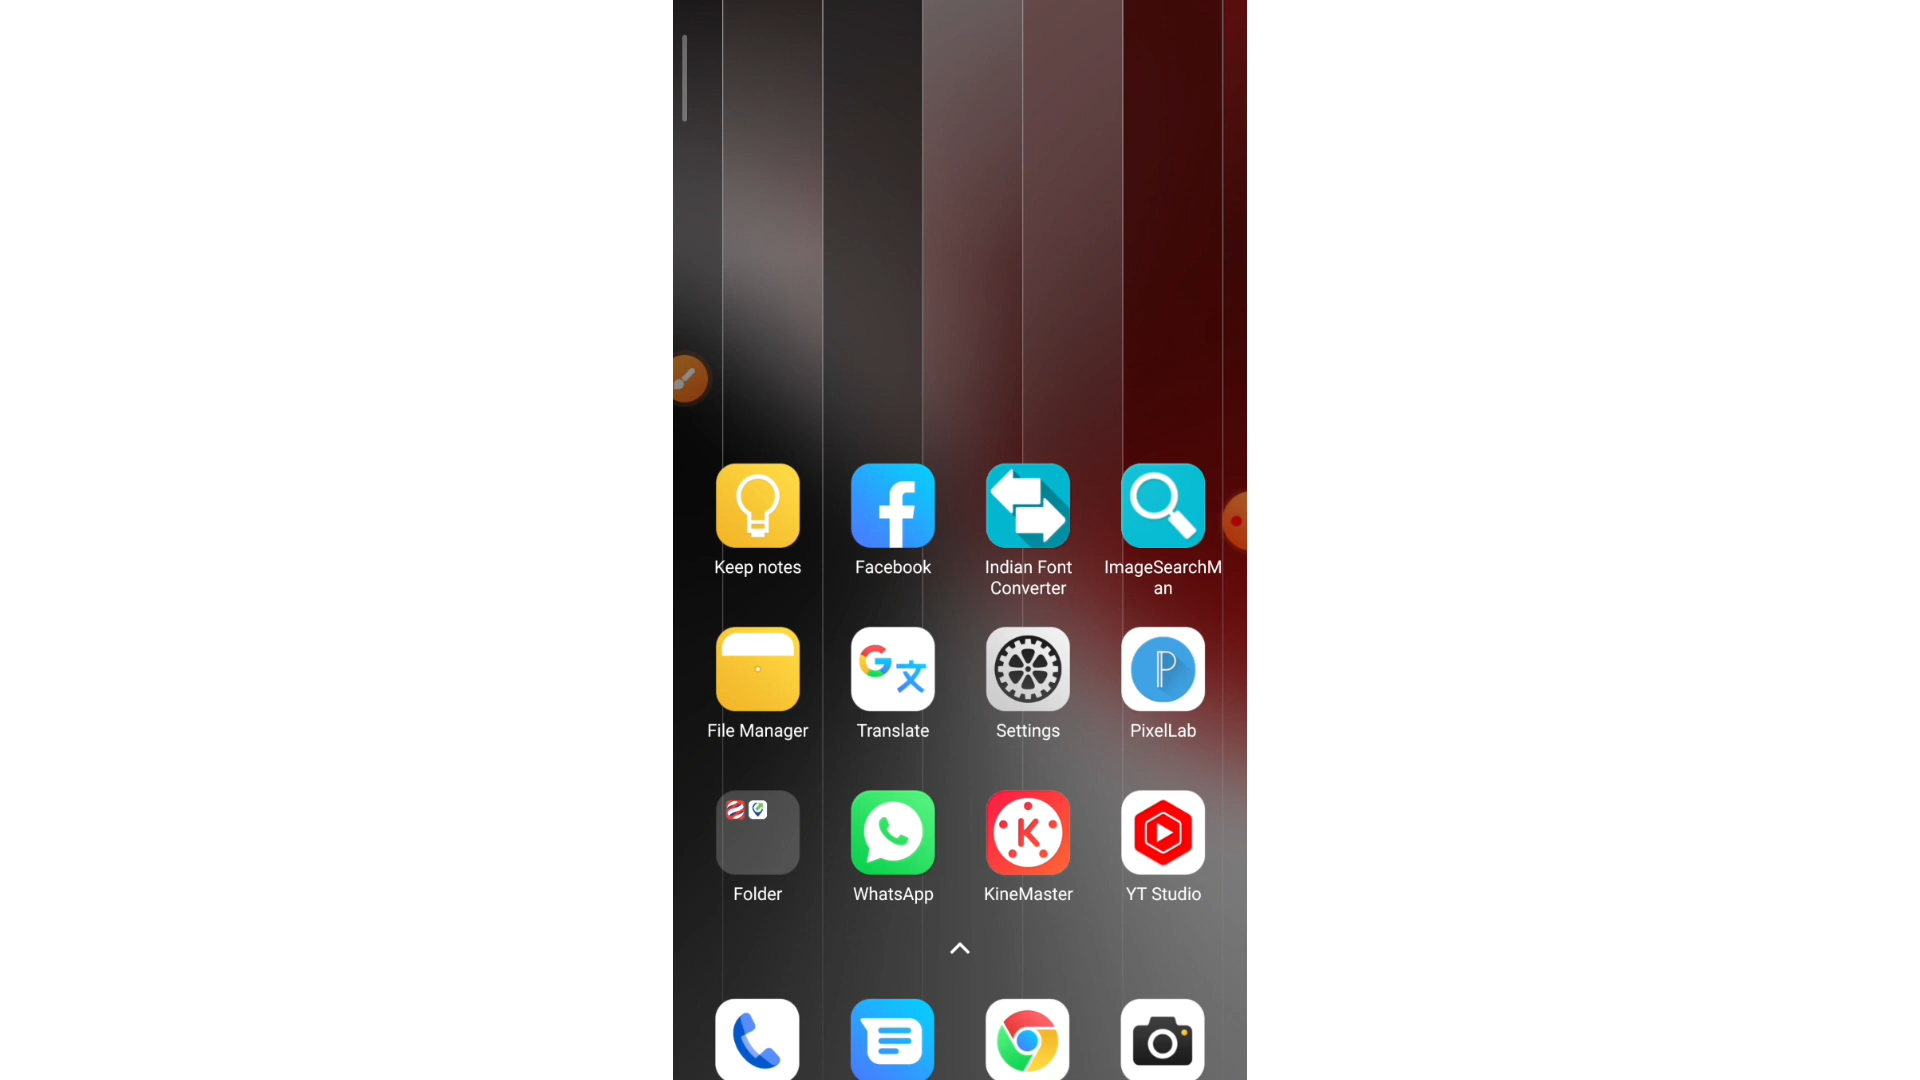 Keep notes
Facebook
Indian Font
Converter
ImageSearchM
an
File Manager
Translate
Settings
PixelLab
Folder
WhatsApp
KineMaster
YT Studio